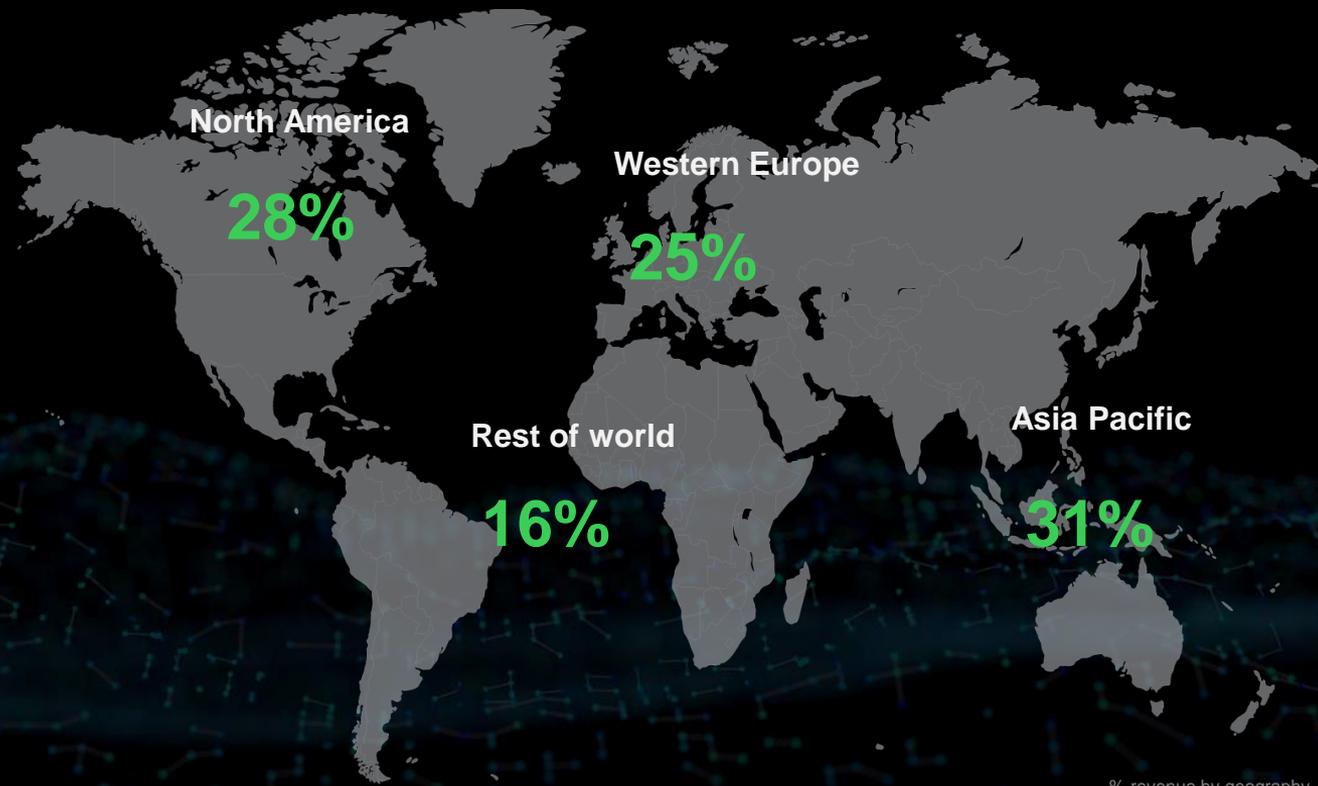 North America
28%
Western Europe
25%
Rest of world
16%
Asia Pacific
31%
% revenue by geography